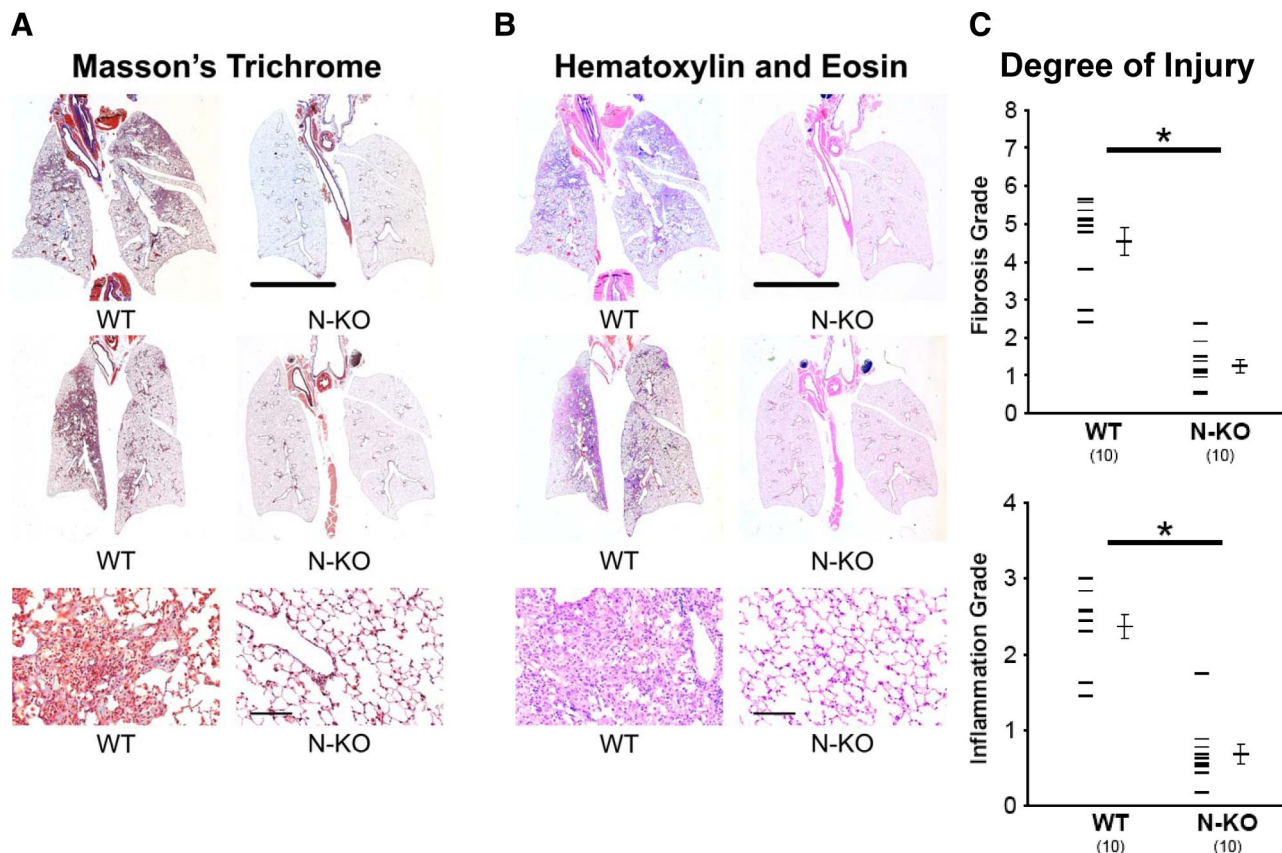 A
Masson's Trichrome
WT
N-KO
WT
N-KO
WT
N-KO
B
Hematoxylin and Eosin
WT
N-KO
WT
N-KO
WT
N-KO
C
Degree of Injury
Fibrosis Grade
8
7
6
5
4
3
2
1
0
*
WT
(10)
N-KO
(10)
Inflammation Grade
4
3
2
1
0
*
WT
(10)
N-KO
(10)